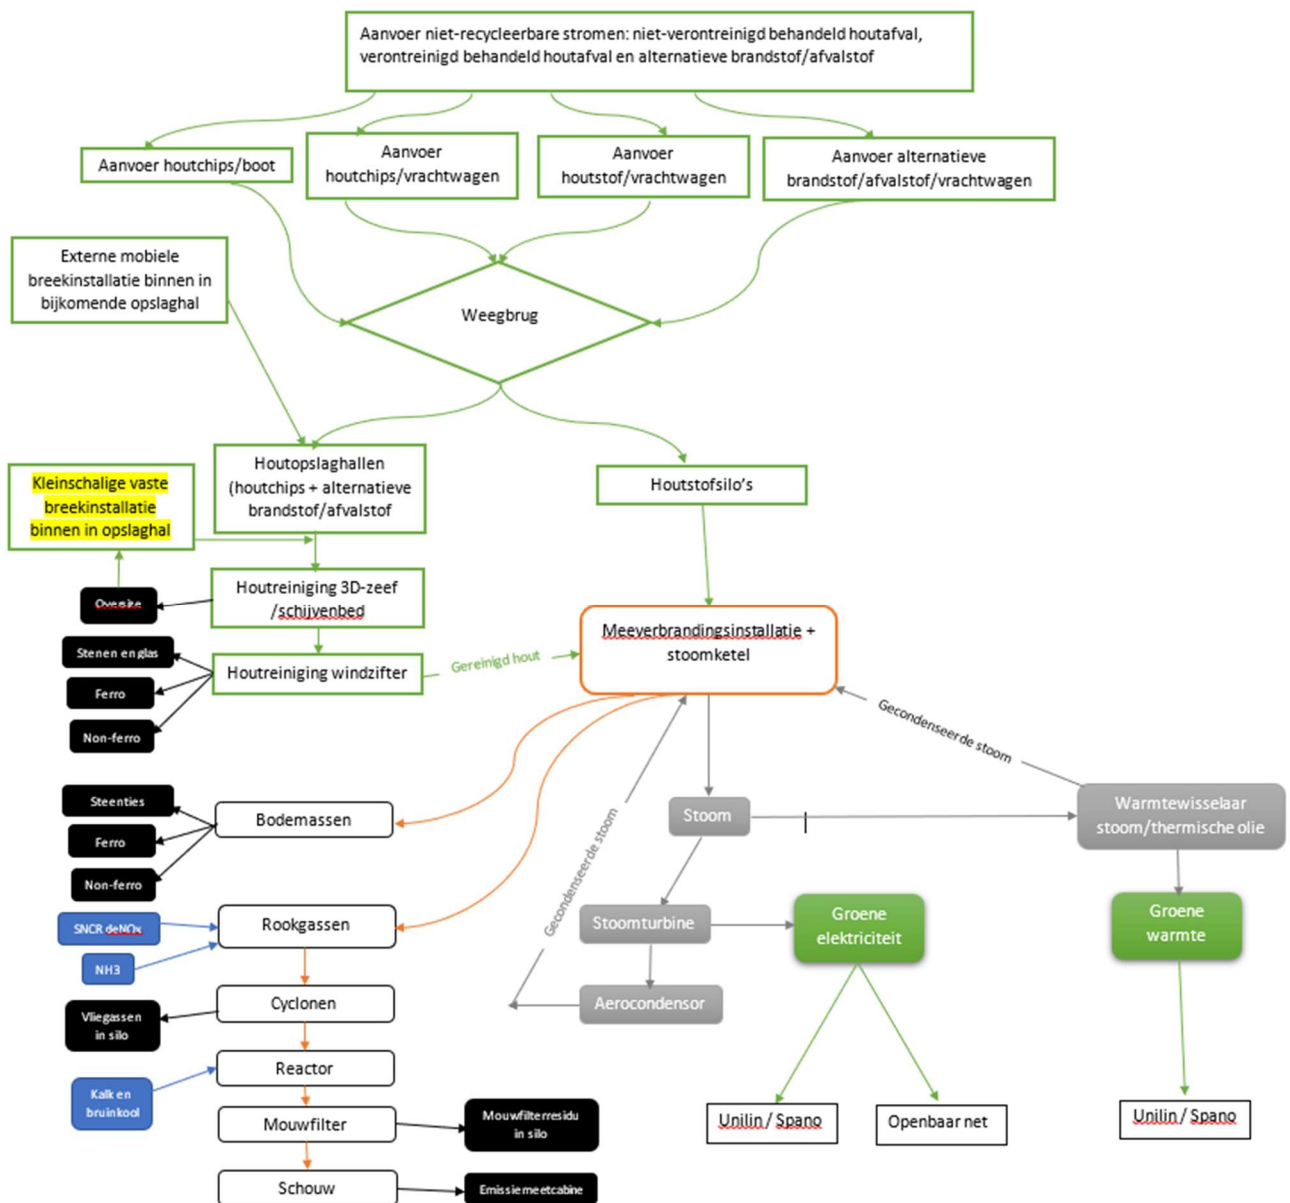 Aanvoer niet-recycleerbare stromen: niet-verontreinigd behandeld houtafval,
verontreinigd behandeld houtafval en alternatieve brandstof/afvalstof
Aanvoer houtchips/boot
Aanvoer
houtchips/vrachtwagen
Aanvoer
houtstof/vrachtwagen
Aanvoer alternatieve
brandstof/afvalstof/vrachtwagen
Externe mobiele
breekinstallatie binnen in
bijkomende opslaghal
Weegbrug
Kleinschalige vaste
breekinstallatie
binnen in opslaghal
Houtopslaghallen
(houtchips + alternatieve
brandstof/afvalstof
Houtstofsilo's
Oversize
Houtreiniging 3D-zeef
/schijvenbed
Meeverbrandingsinstallatie +
stoomketel
Stenen en glas
Ferro
Non-ferro
Houtreiniging windzifter
Gereinigd hout
Gecondenseerde stoom
Steentjes
Ferro
Non-ferro
Bodemassen
Gecondenseerde stoom
Stoom
Warmtewisselaar
stoom/thermische olie
SNCR deNOx
NH3
Rookgassen
Stoomturbine
Groene
elektriciteit
Groene
warmte
Vliegassen
in silo
Cyclonen
Aerocondensor
Kalk en
bruinkool
Reactor
Mouwfilter
Mouwfilterresidu
in silo
Unilin / Spano
Openbaar net
Unilin / Spano
Schouw
Emissiemeetcabine